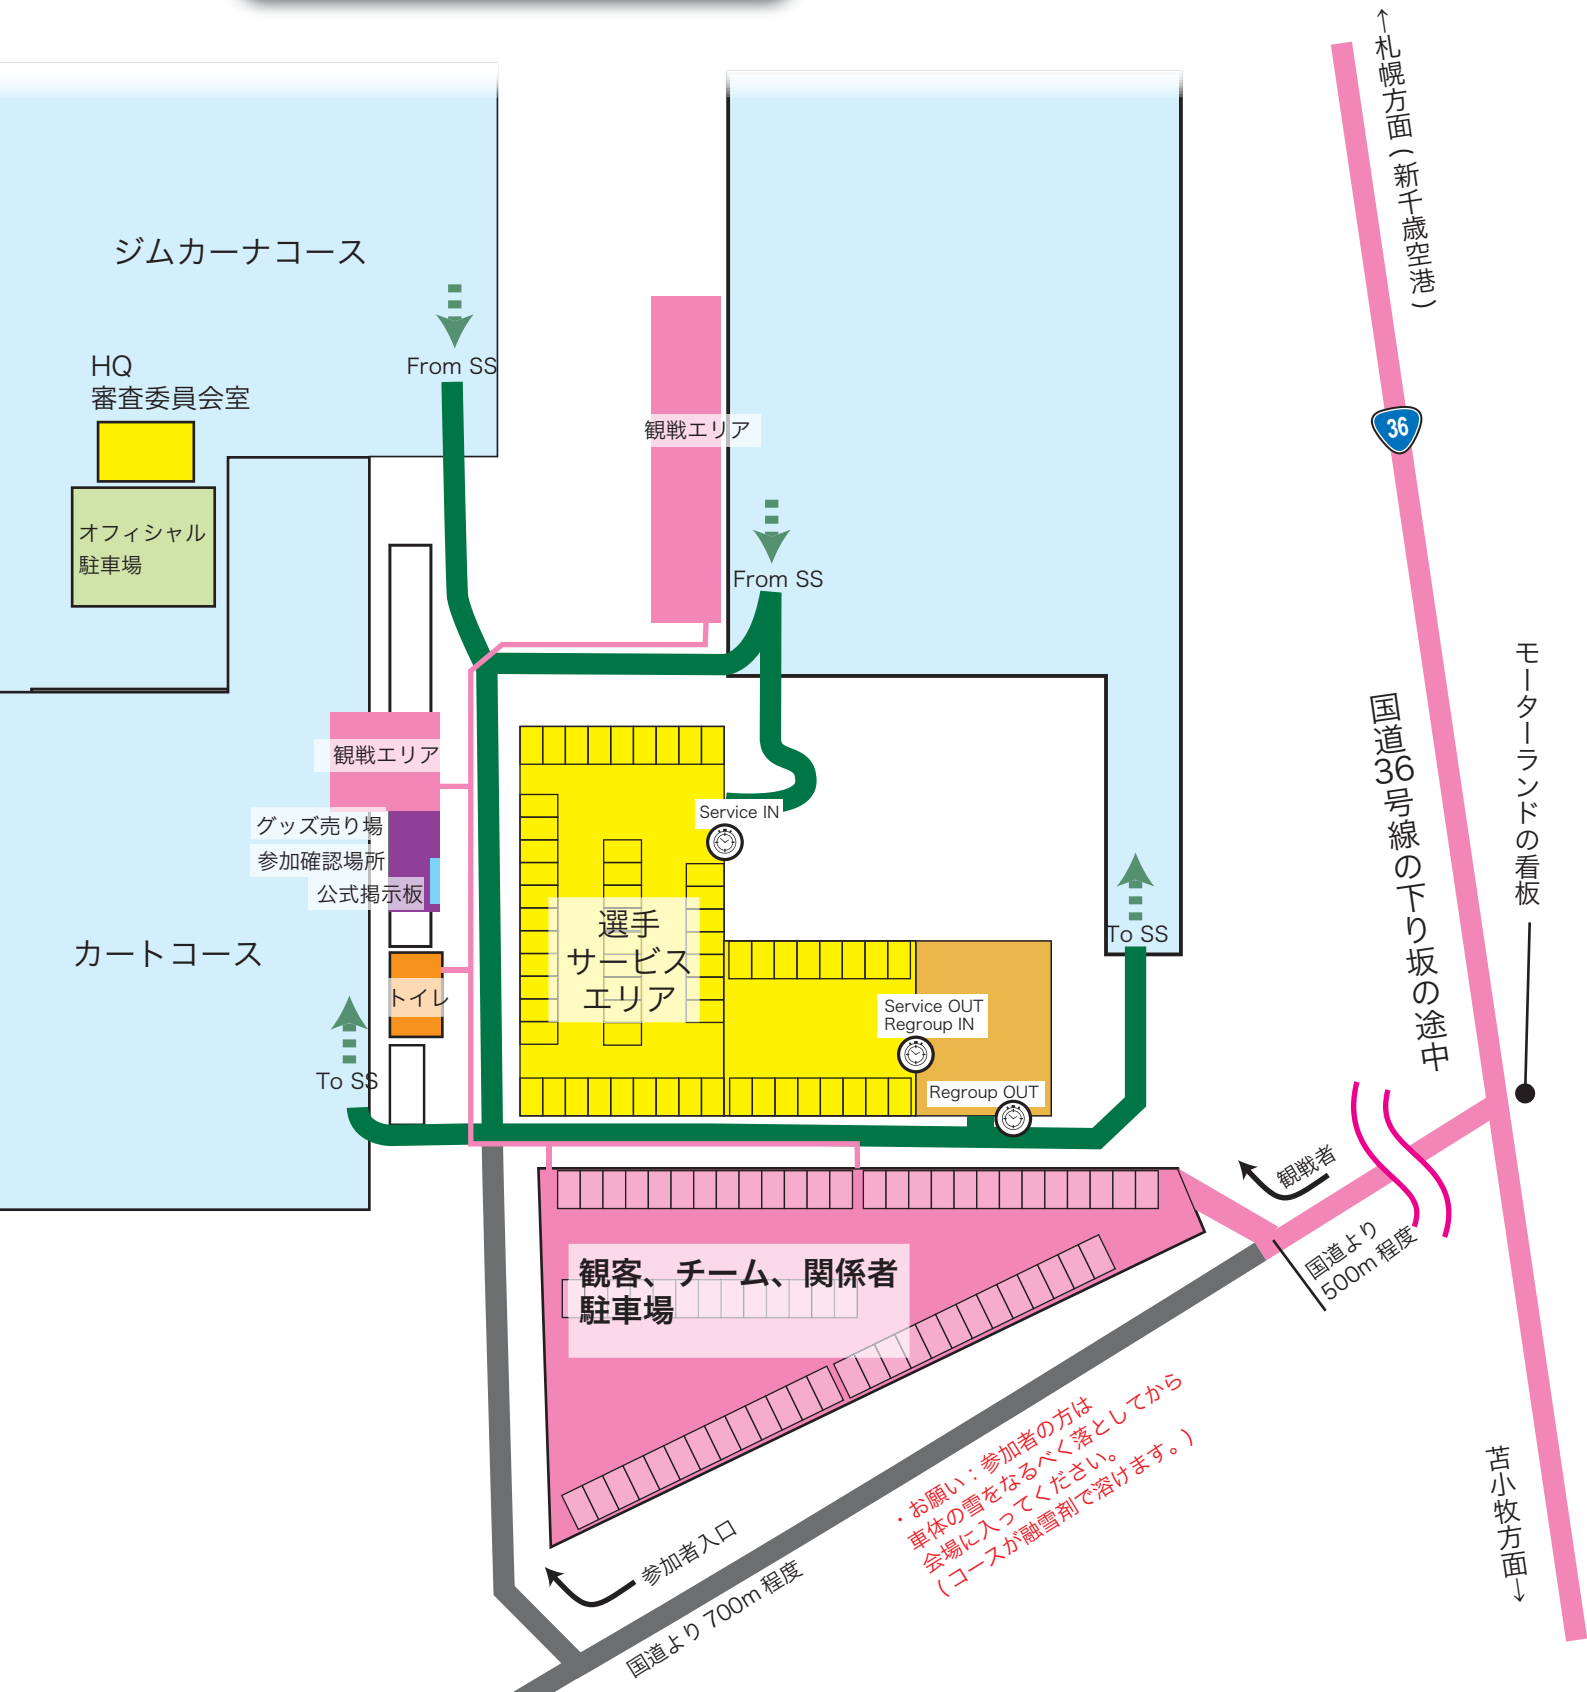 ←札幌方面(新千歳空港)
ジムカーナコース
From SS
HQ
審査委員会室
観戦エリア
36
オフィシャル
駐車場
From SS
モーターランドの看板
国道36号線の下り坂の途中
観戦エリア
Service IN
グッズ売り場
参加確認場所
公式掲示板
選手
サービス
エリア
To SS
カートコース
トイレ
Service OUT
Regroup IN
To SS
Regroup OUT
観戦者
国道より
500m 程度
観客、チーム、関係者
駐車場
・お願い：参加者の方は
車体の雪をなるべく落としてから
会場に入ってください。
(コースが融雪剤で溶けます。)
苫小牧方面→
参加者入口
国道より 700m 程度